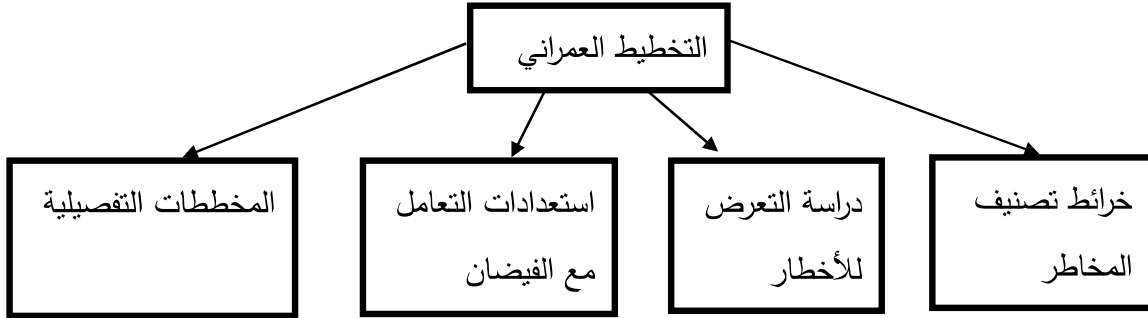 التخطيط العمراني
خرائط تصنيف
المخاطر
دراسة التعرض
للأخطار
استعدادات التعامل
مع الفيضان
المخططات التفصيلية